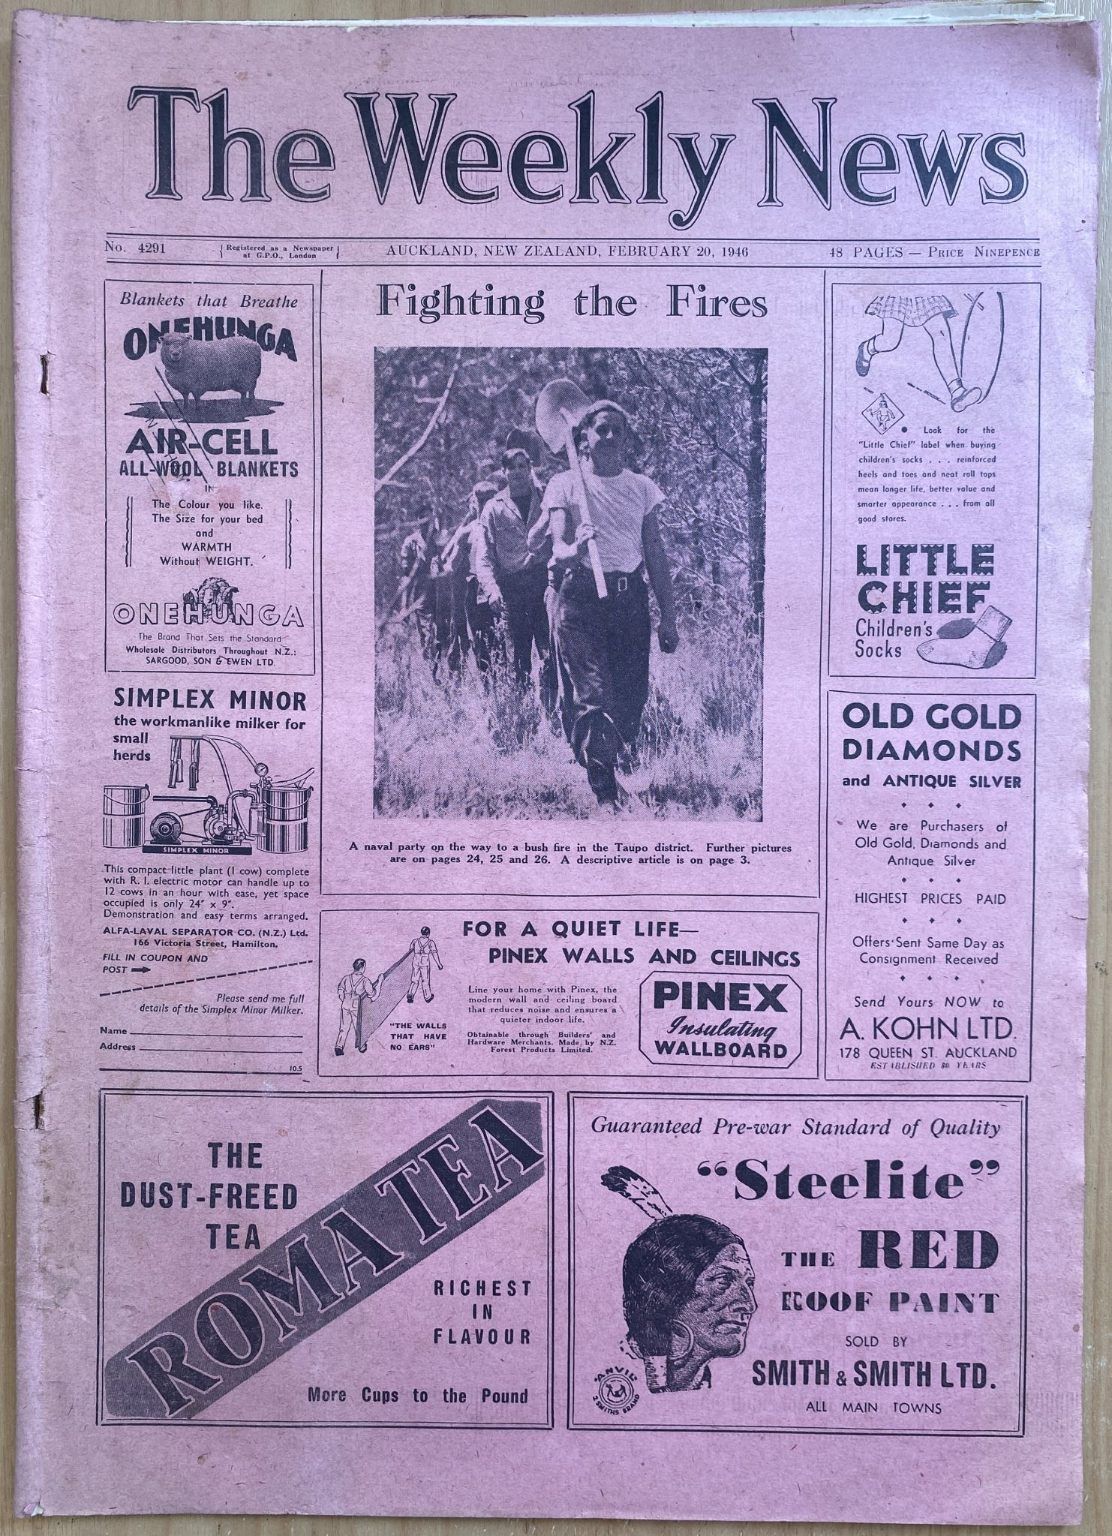 The Weekly News
No. 4291
Registered as a Newspaper
at G.P.O., London
AUCKLAND, NEW ZEALAND, FEBRUARY 20, 1946
48 PAGES — PRICE NINEPENCE
Blankets that Breathe
ONEHUNGA
AIR-CELL
ALL-WOOL BLANKETS
IN
The Colour you like.
The Size for your bed
and
WARMTH
Without WEIGHT.
ONEHUNGA
The Brand That Sets the Standard
Wholesale Distributors Throughout N.Z.:
SARGOOD, SON & EWEN LTD.
SIMPLEX MINOR
the workmanlike milker for
small
herds
SIMPLEX MINOR
This compact little plant (1 cow) complete
with R. I. electric motor can handle up to
12 cows in an hour with ease, yet space
occupied is only 24" x 9".
Demonstration and easy terms arranged.
ALFA-LAVAL SEPARATOR CO. (N.Z.) Ltd.
166 Victoria Street, Hamilton.
FILL IN COUPON AND
POST
Please send me full
details of the Simplex Minor Milker.
Name
Address
10.5
Fighting the Fires
A naval party on the way to a bush fire in the Taupo district. Further pictures
are on pages 24, 25 and 26. A descriptive article is on page 3.
FOR A QUIET LIFE—
PINEX WALLS AND CEILINGS
Line your home with Pinex, the
modern wall and ceiling board
that reduces noise and ensures a
quieter indoor life.
Obtainable through Builders' and
Hardware Merchants. Made by N.Z.
Forest Products Limited.
"THE WALLS
THAT HAVE
NO EARS"
PINEX
Insulating
WALLBOARD
• Look for the
"Little Chief" label when buying
children's socks . . . reinforced
heels and toes and neat roll tops
mean longer life, better value and
smarter appearance . . . from all
good stores.
LITTLE
CHIEF
Children's
Socks
OLD GOLD
DIAMONDS
and ANTIQUE SILVER
We are Purchasers of
Old Gold, Diamonds and
Antique Silver
HIGHEST PRICES PAID
Offers Sent Same Day as
Consignment Received
Send Yours NOW to
A. KOHN LTD.
178 QUEEN ST. AUCKLAND
ESTABLISHED 80 YEARS
THE
DUST-FREED
TEA
ROMA TEA
RICHEST
IN
FLAVOUR
More Cups to the Pound
Guaranteed Pre-war Standard of Quality
"Steelite"
THE RED
ROOF PAINT
SOLD BY
SMITH & SMITH LTD.
ALL MAIN TOWNS
ANVIL
2 SMITHS BRAND